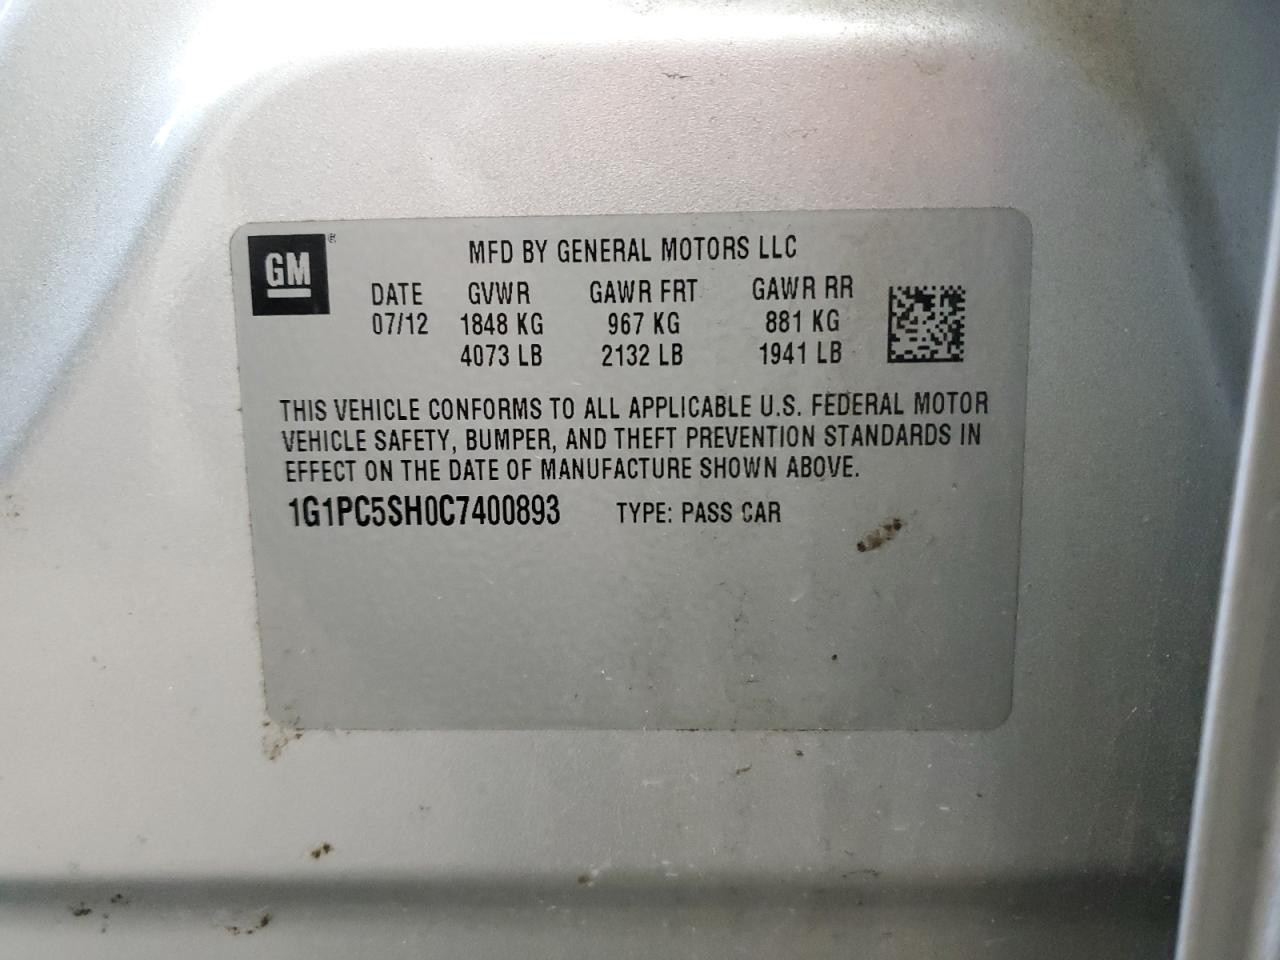 GM®
MFD BY GENERAL MOTORS LLC
DATE GVWR GAWR FRT GAWR RR
07/12 1848 KG 967 KG 881 KG
4073 LB 2132 LB 1941 LB
THIS VEHICLE CONFORMS TO ALL APPLICABLE U.S. FEDERAL MOTOR
VEHICLE SAFETY, BUMPER, AND THEFT PREVENTION STANDARDS IN
EFFECT ON THE DATE OF MANUFACTURE SHOWN ABOVE.
1G1PC5SH0C7400893 TYPE: PASS CAR